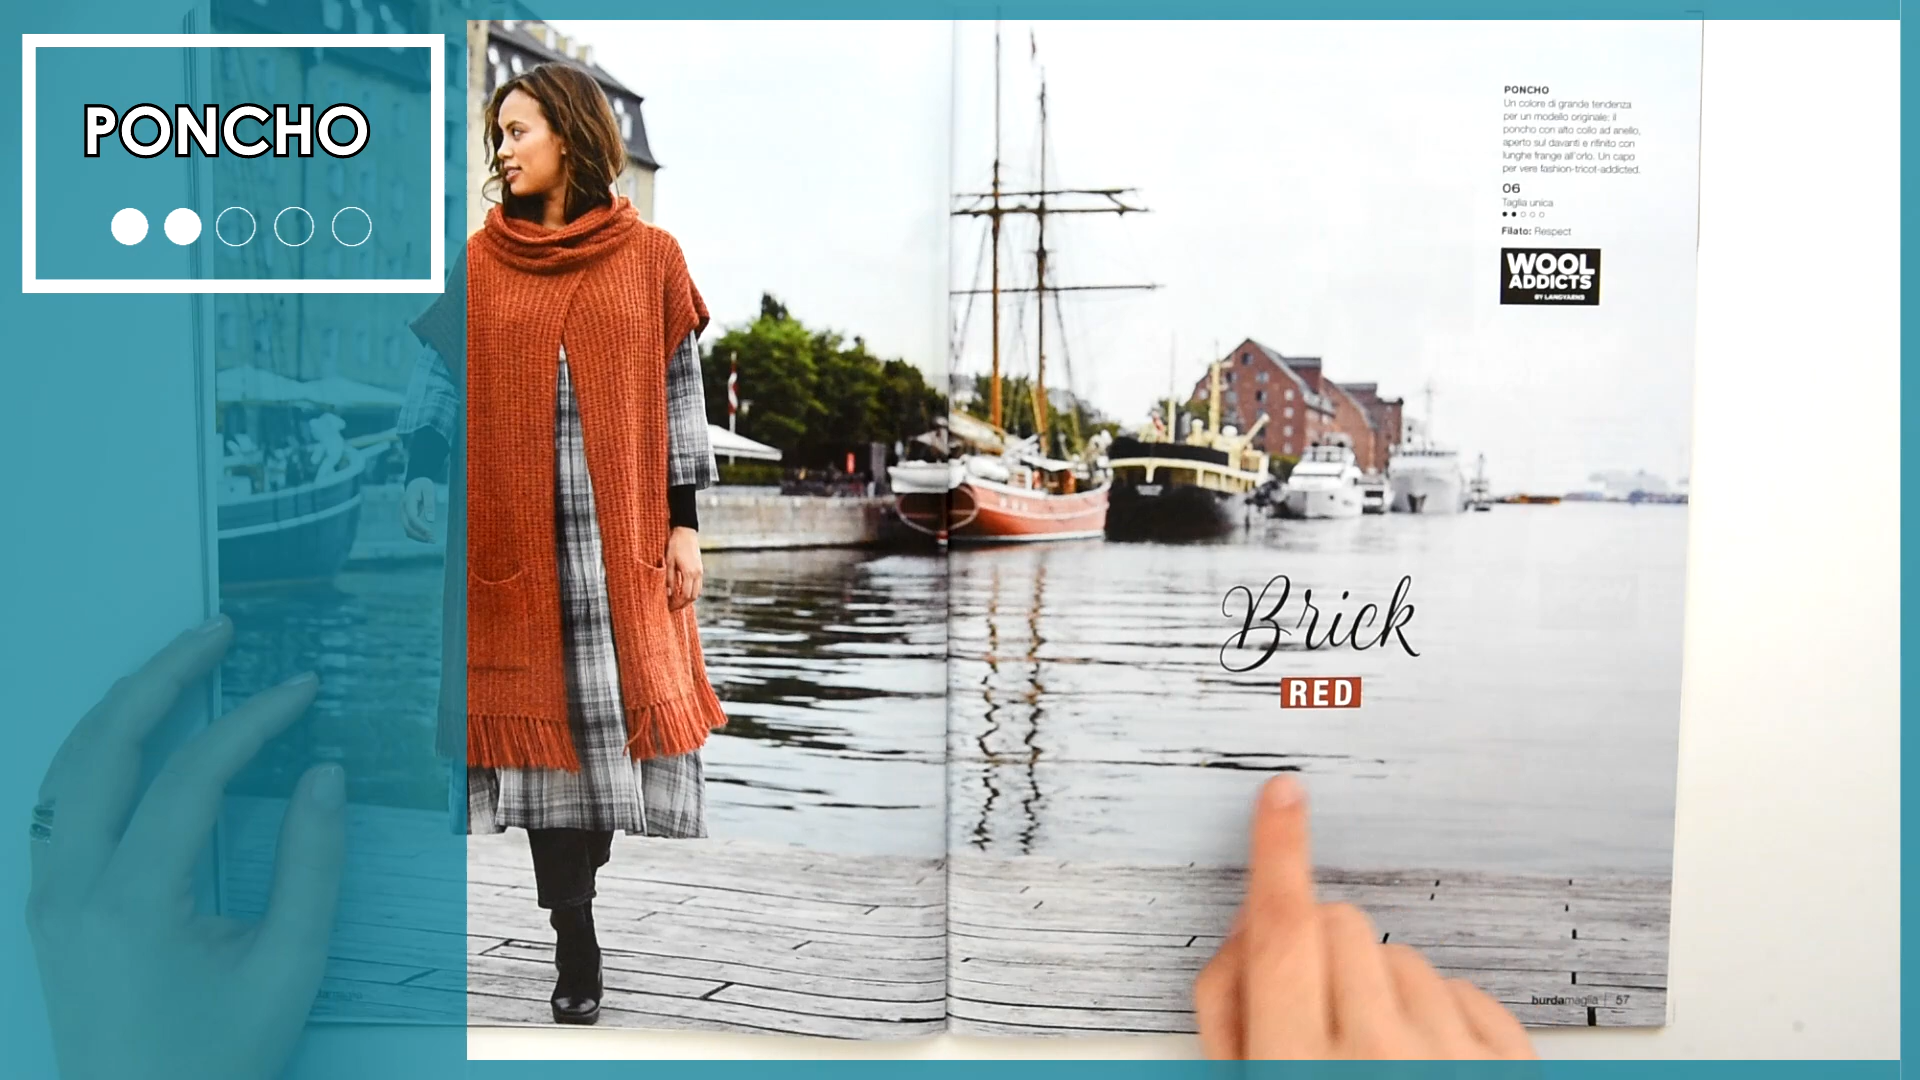 PONCHO
PONCHO
Un colore di grande tendenza
per un modello originale: il
poncho con alto collo ad anello,
aperto sul davanti e rifinito con
lunghe frange all'orlo. Un capo
per vere fashion-tricot-addicted.
06
Taglia unica
Filato: Respect
WOOL
ADDICTS
BY LANGYARNS
Brick
RED
burdamaglia | 57